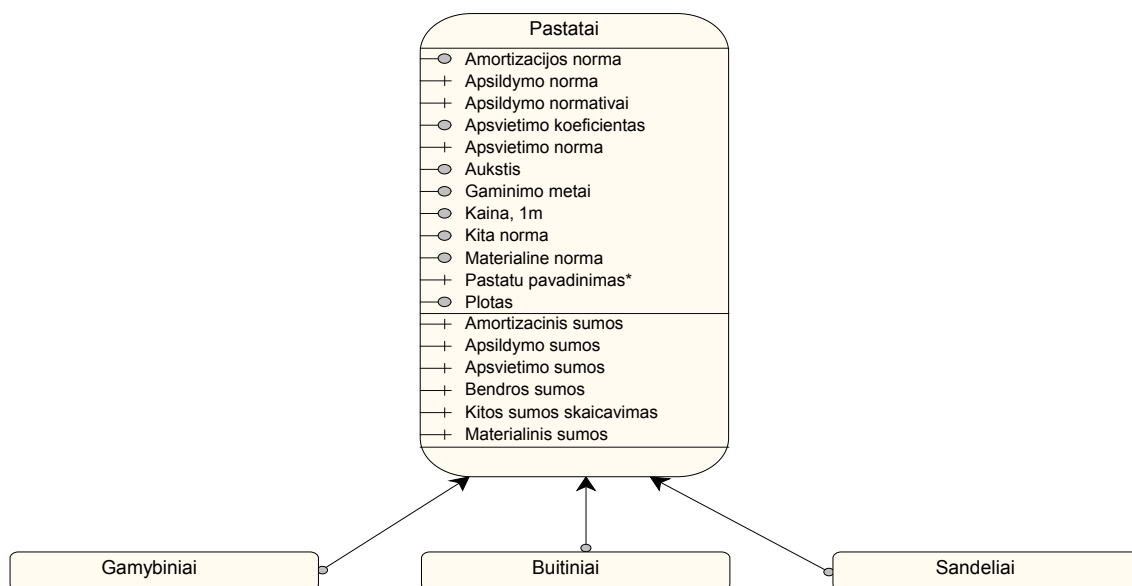 Pastatai
Amortizacijos norma
Apsildymo norma
Apsildymo normativai
Apsvietimo koeficientas
Apsvietimo norma
Aukstis
Gaminimo metai
Kaina, 1m
Kita norma
Materialine norma
Pastatu pavadinimas*
Plotas
Amortizacinis sumos
Apsildymo sumos
Apsvietimo sumos
Bendros sumos
Kitos sumos skaicavimas
Materialinis sumos
Gamybiniai
Buitiniai
Sandeliai